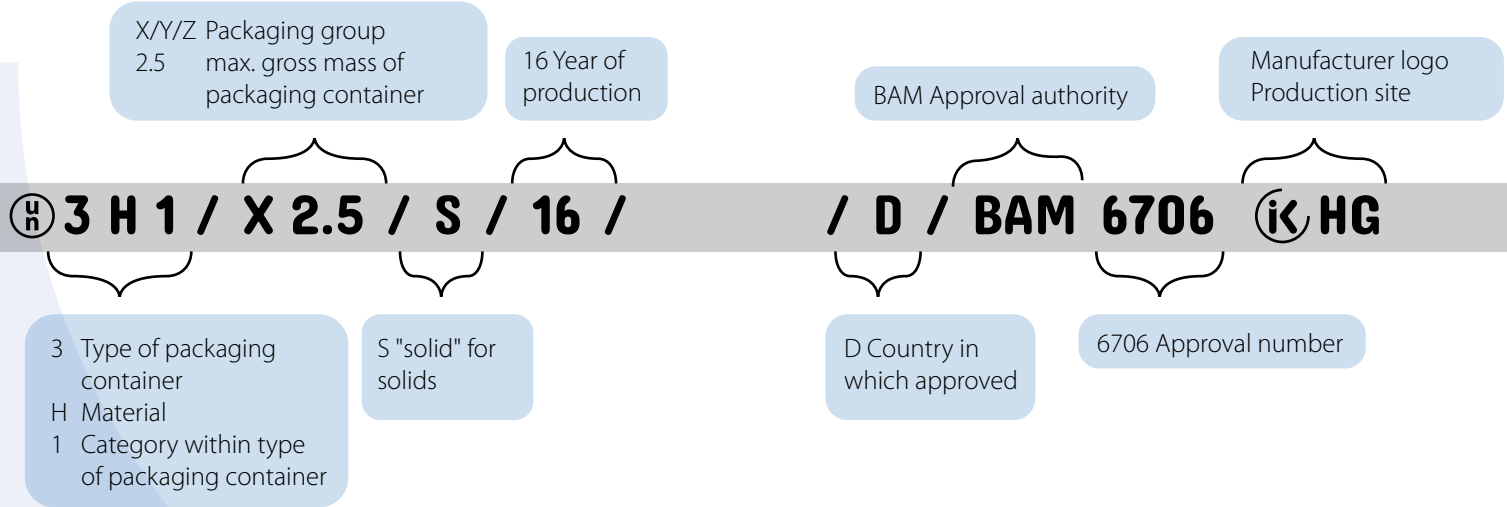 X/Y/Z Packaging group
2.5 max. gross mass of
packaging container
16 Year of
production
BAM Approval authority
Manufacturer logo
Production site
un 3 H 1 / X 2.5 / S / 16 / / D / BAM 6706 iK HG
3 Type of packaging
container
H Material
1 Category within type
of packaging container
S "solid" for
solids
D Country in
which approved
6706 Approval number